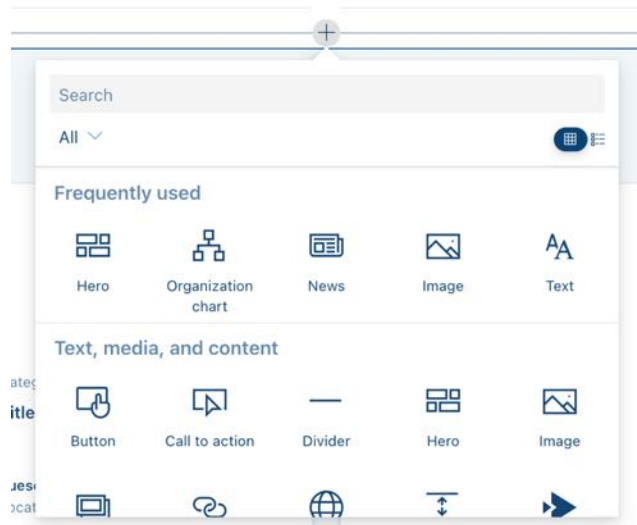 Search
All
Frequently used
Hero
Organization
chart
News
Image
Text
Text, media, and content
Button
Call to action
Divider
Hero
Image